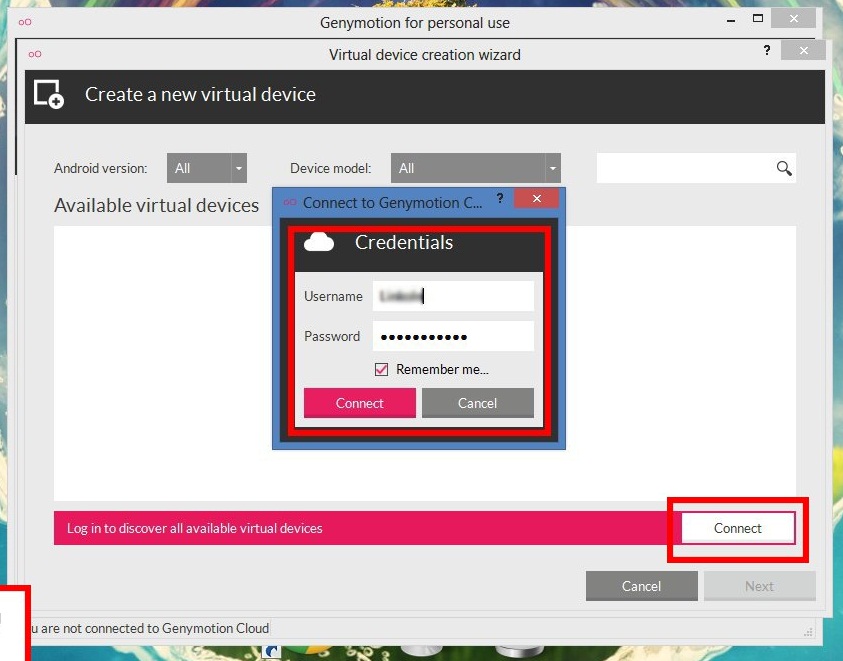 Genymotion for personal use
Virtual device creation wizard
Create a new virtual device
Android version: All Device model: All
Available virtual devices
Connect to Genymotion C...
Credentials
Username
Password
Remember me...
Connect Cancel
Log in to discover all available virtual devices Connect
Cancel Next
u are not connected to Genymotion Cloud